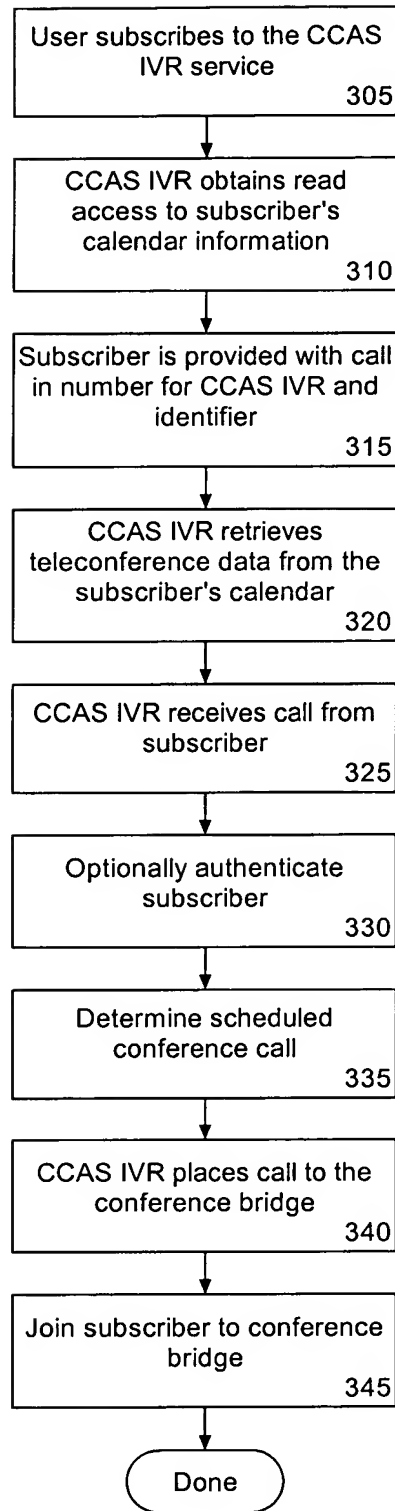 User subscribes to the CCAS
IVR service
305
CCAS IVR obtains read
access to subscriber's
calendar information
310
Subscriber is provided with call
in number for CCAS IVR and
identifier
315
CCAS IVR retrieves
teleconference data from the
subscriber's calendar
320
CCAS IVR receives call from
subscriber
325
Optionally authenticate
subscriber
330
Determine scheduled
conference call
335
CCAS IVR places call to the
conference bridge
340
Join subscriber to conference
bridge
345
Done